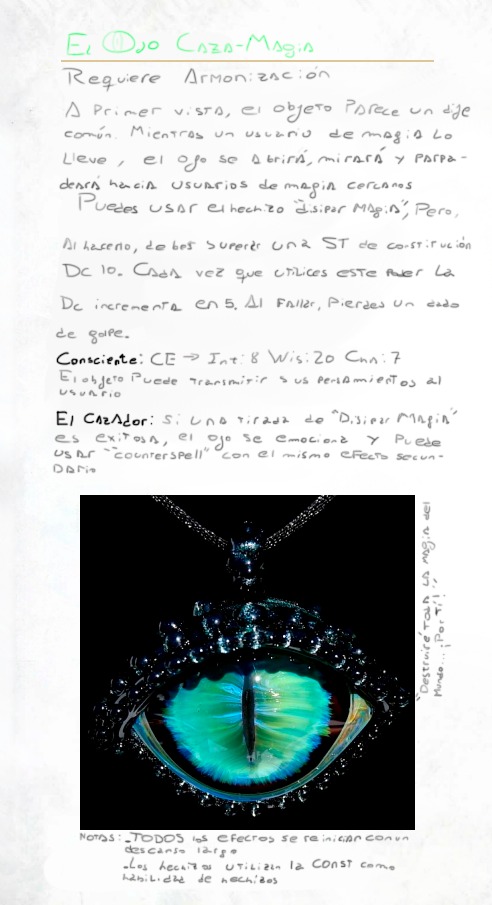 El Ojo Caza-Magia
Requiere Armonización
A Primer vista, el objeto Parece un dije
común. Mientras un usuario de magia Lo
Lleve, el ojo se abrirá, mirará y parpa-
deará hacia usuarios de magia cercanos
Puedes usar el hechizo "disipar Magia", Pero,
Al hacerlo, debes superar una ST de constitución
Dc 10. Cada vez que utilices este poder La
Dc incrementa en 5. Al Fallar, Pierdes un dado
de golpe.
Consciente: CE → Int: 8 Wis: 20 Cha: 7
El objeto Puede transmitir sus pensamientos al
usuario
El Cazador: Si una tirada de "Disipar Magia"
es exitosa, el ojo se emociona y Puede
usar "counterspell" con el mismo efecto secun-
dario
"Destruiré toda la magia del
Mundo... ¡Por Ti!"
Notas: -TODOS los efectos se reinician con un
descanso largo
-Los hechizos utilizan la CONST como
habilidad de hechizos